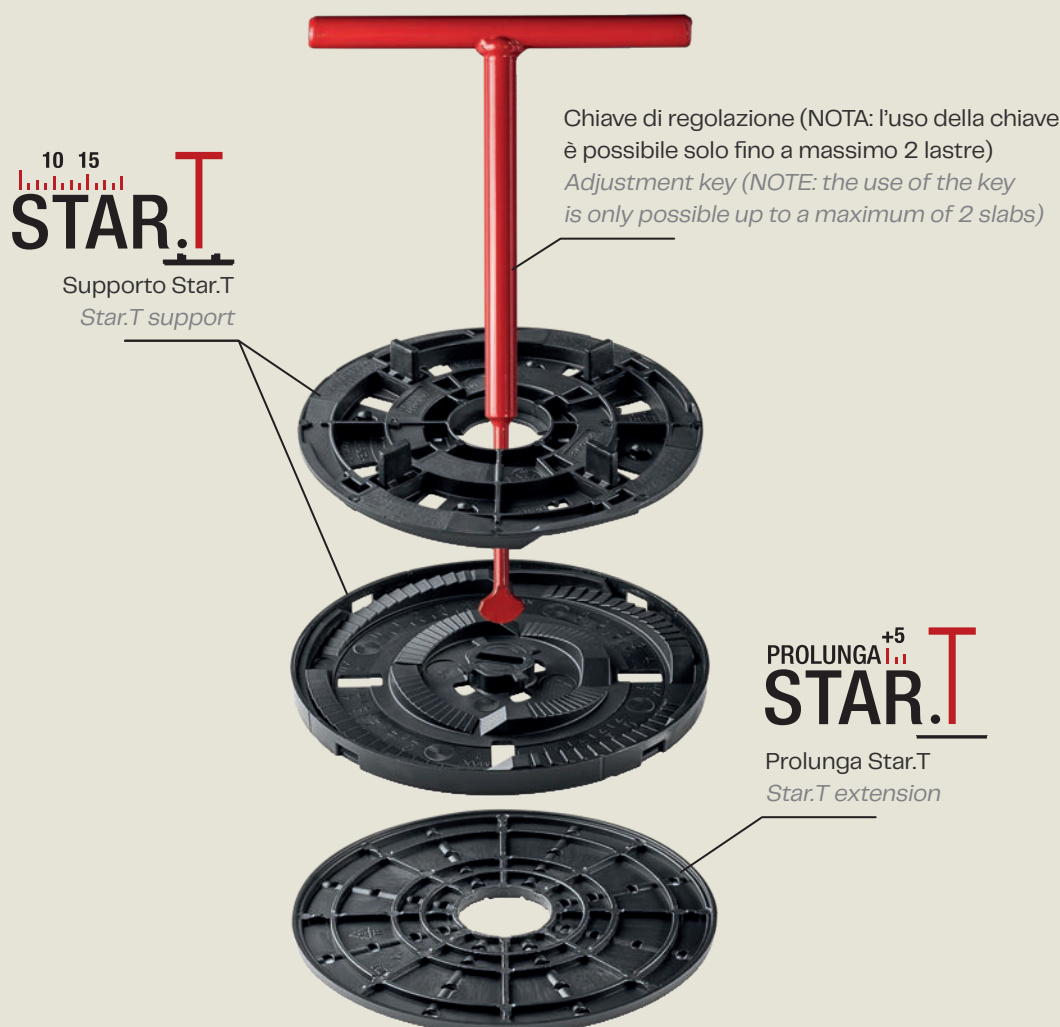 Chiave di regolazione (NOTA: l'uso della chiave
è possibile solo fino a massimo 2 lastre)
Adjustment key (NOTE: the use of the key
is only possible up to a maximum of 2 slabs)
10 15
STAR.T
Supporto Star.T
Star.T support
PROLUNGA +5
STAR.T
Prolunga Star.T
Star.T extension